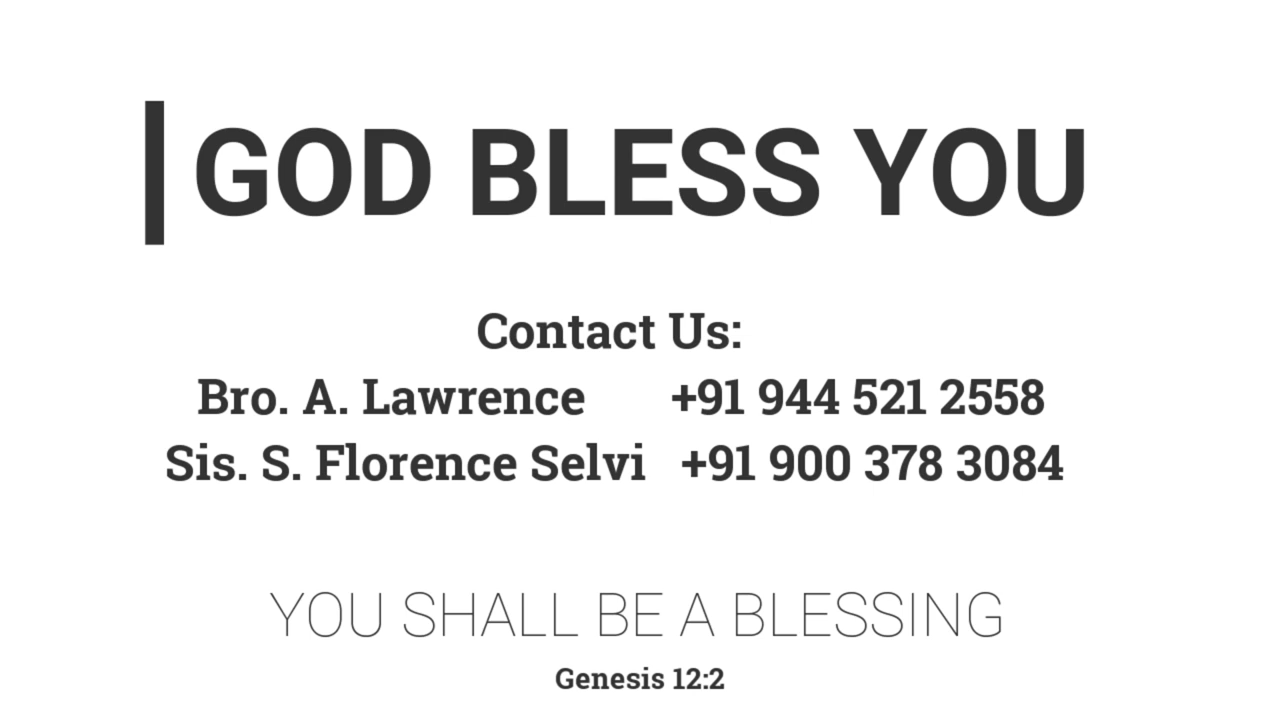 GOD BLESS YOU
Contact Us:
Bro. A. Lawrence +91 944 521 2558
Sis. S. Florence Selvi +91 900 378 3084
YOU SHALL BE A BLESSING
Genesis 12:2